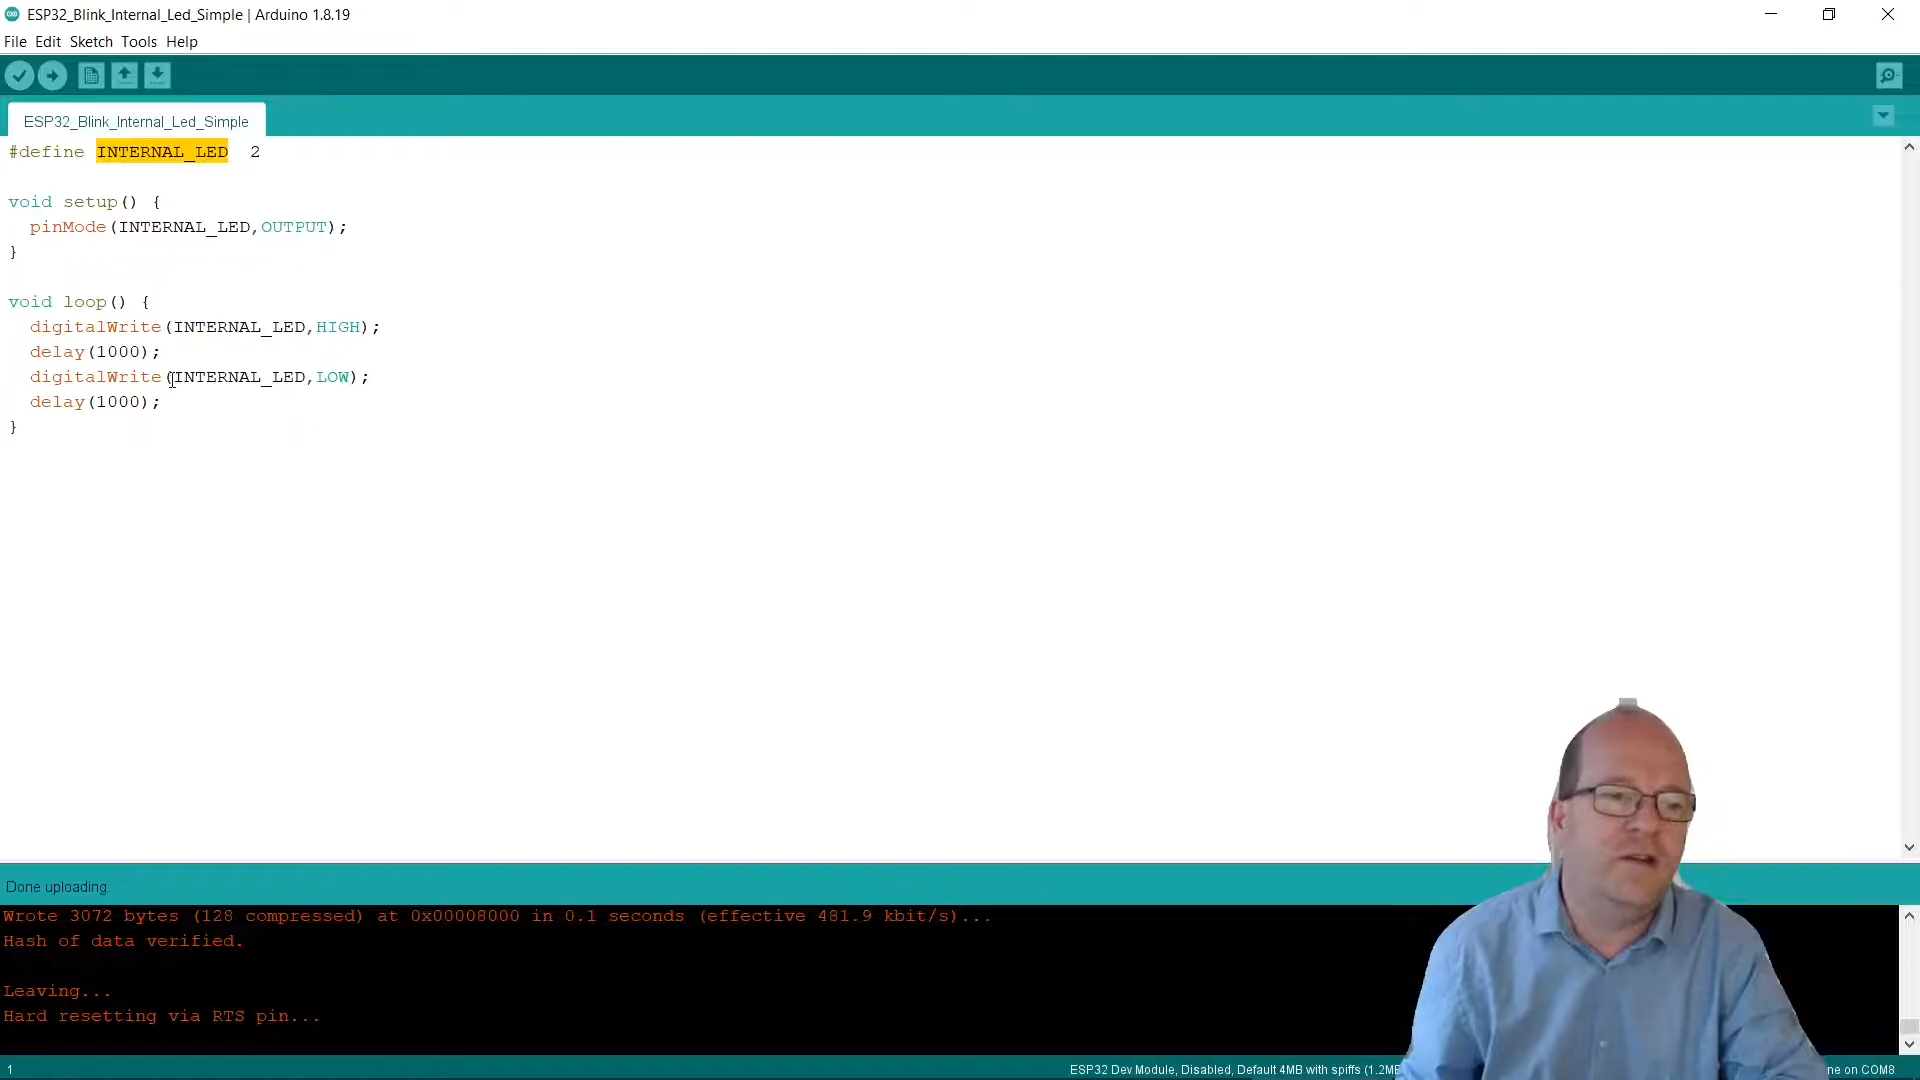 ESP32_Blink_Internal_Led_Simple | Arduino 1.8.19
File Edit Sketch Tools Help
ESP32_Blink_Internal_Led_Simple
#define INTERNAL_LED 2
void setup() {
pinMode(INTERNAL_LED,OUTPUT);
}
void loop() {
digitalWrite(INTERNAL_LED,HIGH);
delay(1000);
digitalWrite(INTERNAL_LED,LOW);
delay(1000);
}
Done uploading.
Wrote 3072 bytes (128 compressed) at 0x00008000 in 0.1 seconds (effective 481.9 kbit/s)...
Hash of data verified.
Leaving...
Hard resetting via RTS pin...
1 ESP32 Dev Module, Disabled, Default 4MB with spiffs (1.2MB on COM8